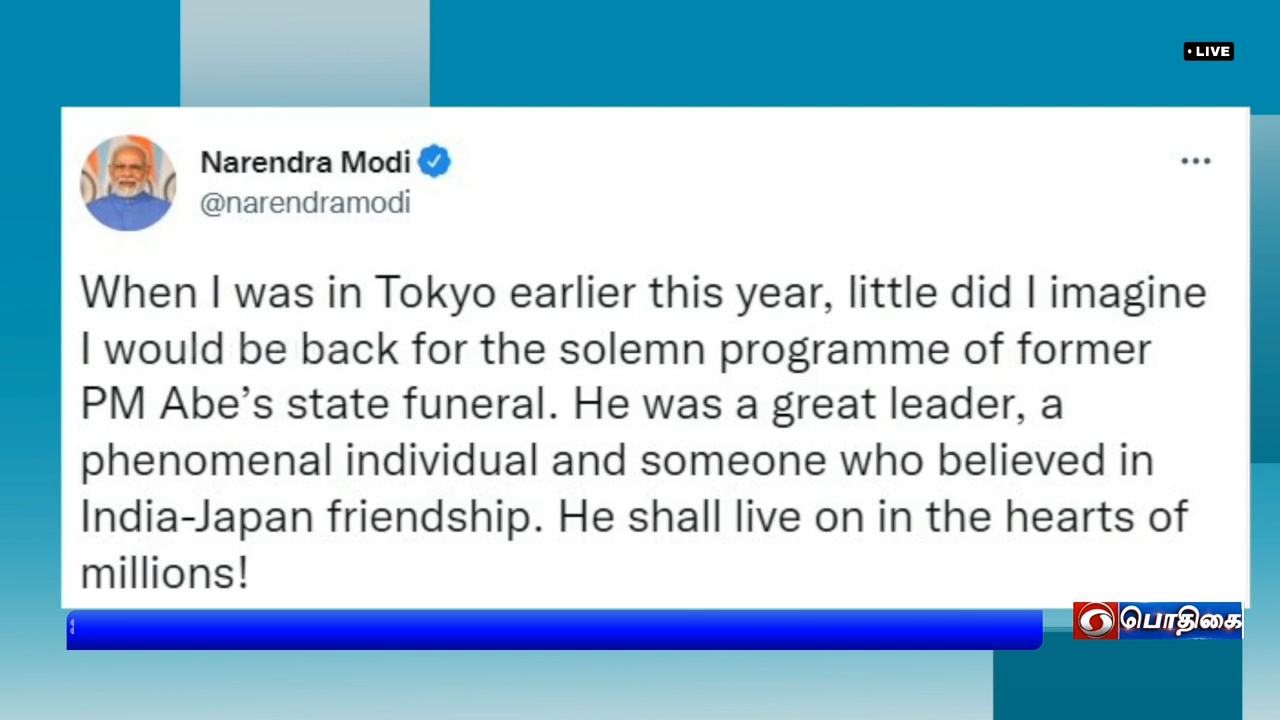 • LIVE
Narendra Modi
@narendramodi
When I was in Tokyo earlier this year, little did I imagine
I would be back for the solemn programme of former
PM Abe’s state funeral. He was a great leader, a
phenomenal individual and someone who believed in
India-Japan friendship. He shall live on in the hearts of
millions!
பொதிகை